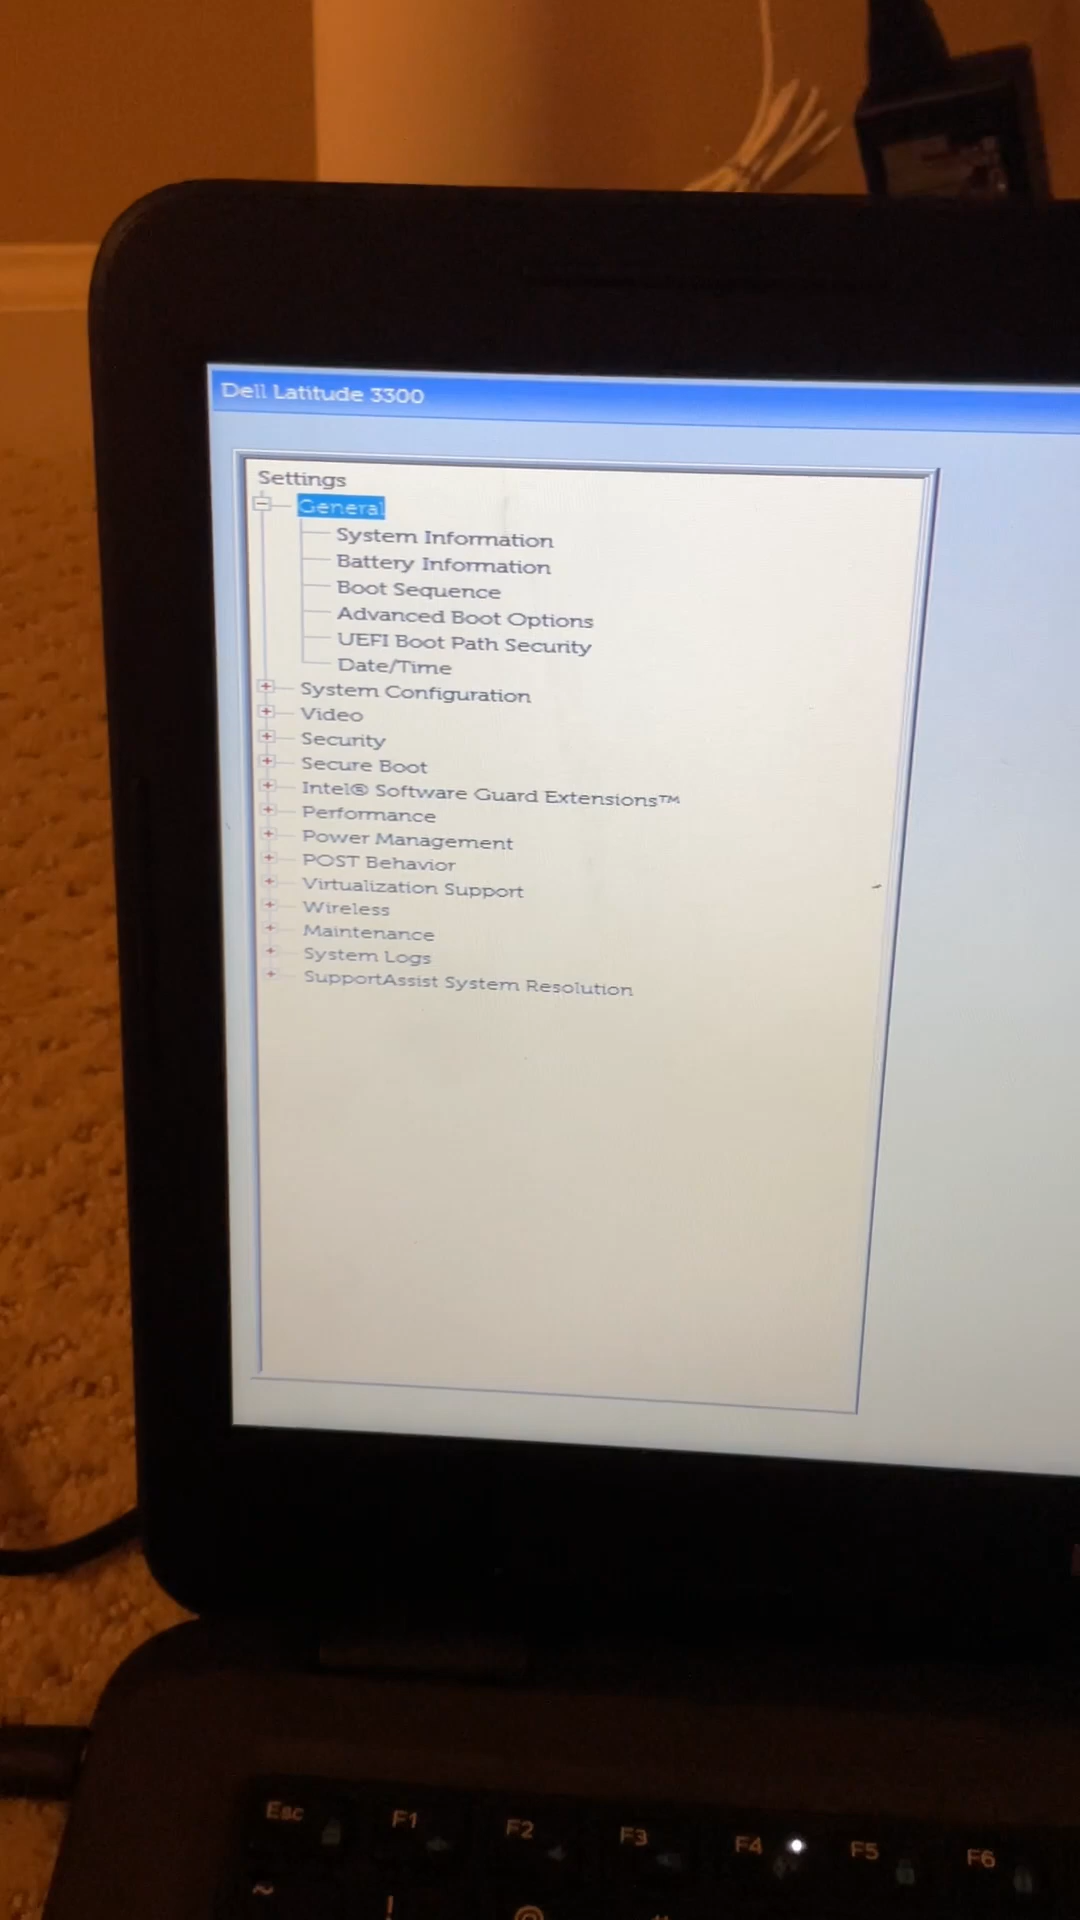 Dell Latitude 3300
Settings
General
System Information
Battery Information
Boot Sequence
Advanced Boot Options
UEFI Boot Path Security
Date/Time
System Configuration
Video
Security
Secure Boot
Intel® Software Guard Extensions™
Performance
Power Management
POST Behavior
Virtualization Support
Wireless
Maintenance
System Logs
SupportAssist System Resolution
Esc F1 F2 F3 F4 F5 F6
~ ! @